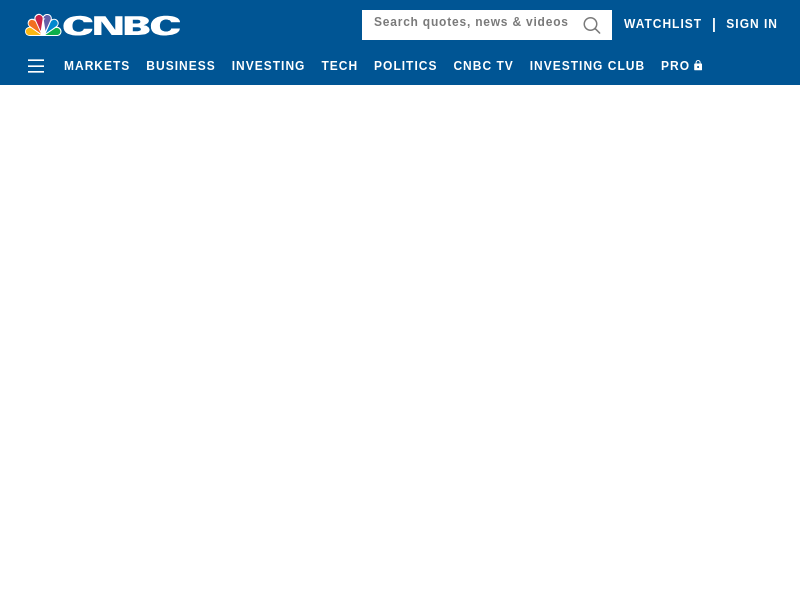 CNBC
Search quotes, news & videos
WATCHLIST | SIGN IN
MARKETS BUSINESS INVESTING TECH POLITICS CNBC TV INVESTING CLUB PRO